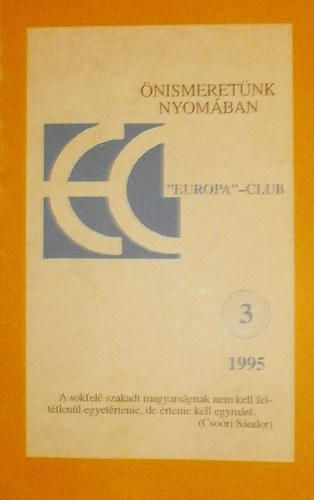 ÖNISMERETÜNK
NYOMÁBAN
EC
"EUROPA"-CLUB
3
1995
A sokfelé szakadt magyarságnak nem kell fel-
tétlenül egyetértenie, de értenie kell egymást.
(Csoóri Sándor)